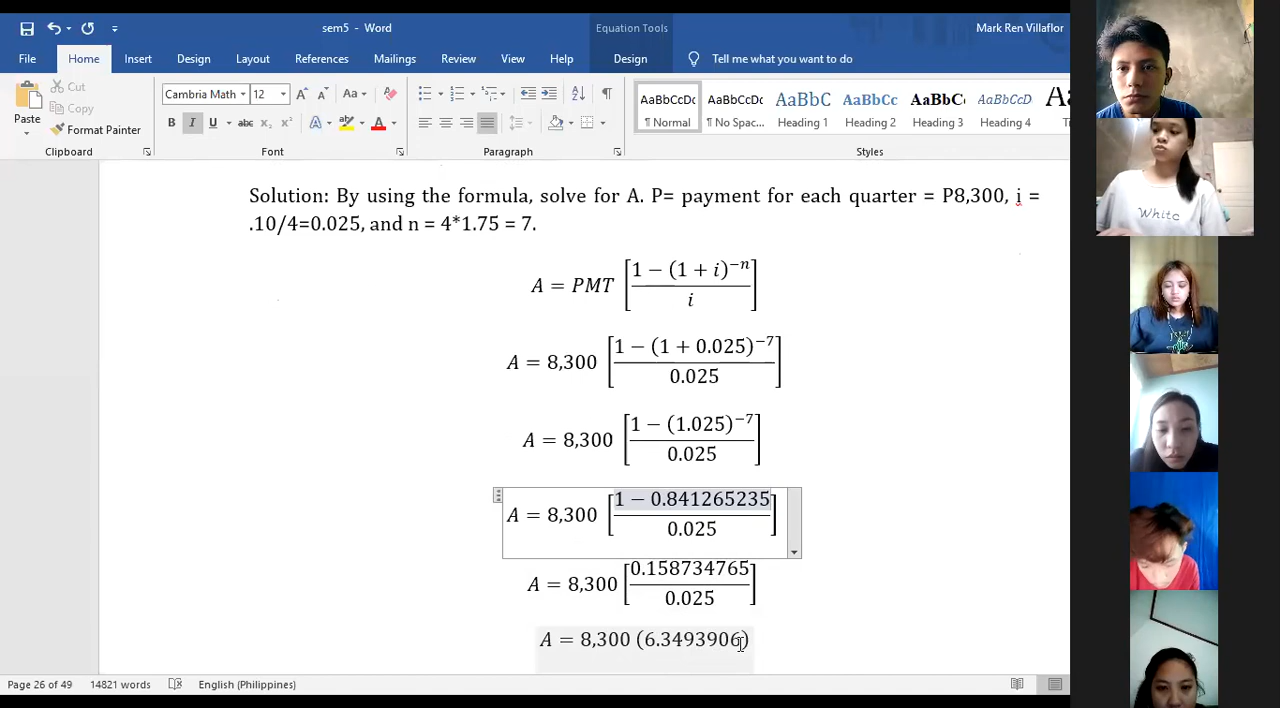 sem5 - Word
Equation Tools
Mark Ren Villaflor
File Home Insert Design Layout References Mailings Review View Help Design Tell me what you want to do
Paste
Cut
Copy
Format Painter
Clipboard
Cambria Math 12
Font
Paragraph
AaBbCcDc AaBbCcDc AaBbC AaBbCc AaBbCc AaBbCcD
¶ Normal ¶ No Spac... Heading 1 Heading 2 Heading 3 Heading 4
Styles
Solution: By using the formula, solve for A. P= payment for each quarter = P8,300, i =
.10/4=0.025, and n = 4*1.75 = 7.
A = PMT [(1 − (1 + i)⁻ⁿ)/i]
A = 8,300 [(1 − (1 + 0.025)⁻⁷)/0.025]
A = 8,300 [(1 − (1.025)⁻⁷)/0.025]
A = 8,300 [(1 − 0.841265235)/0.025]
A = 8,300 [0.158734765/0.025]
A = 8,300 (6.3493906)
Page 26 of 49 14821 words English (Philippines)